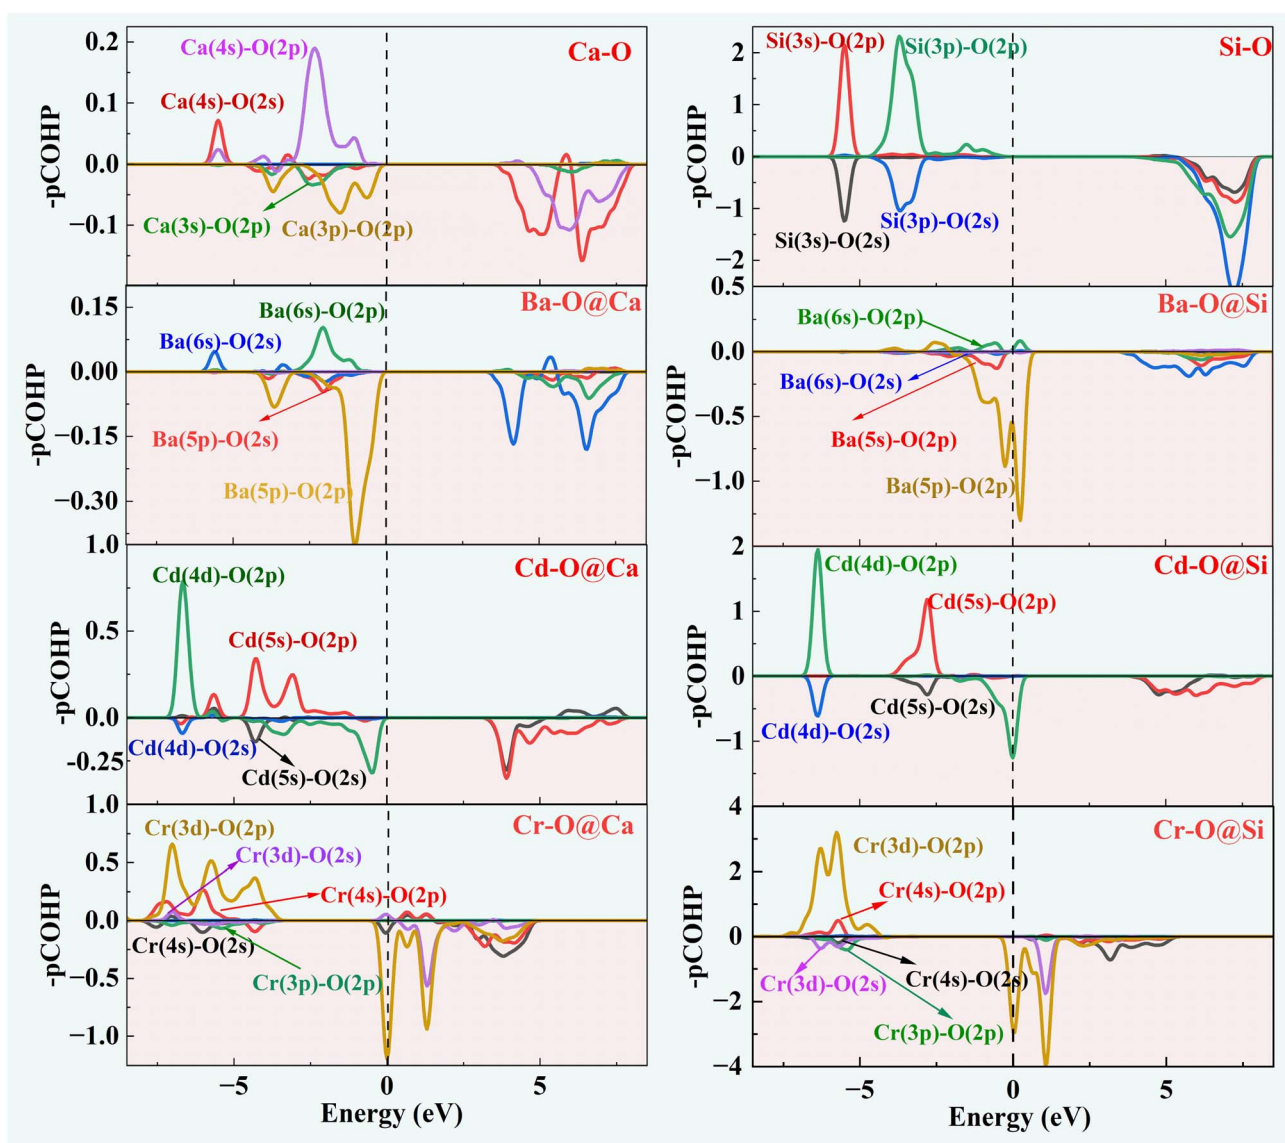 Ca-O
Ca(4s)-O(2p)
Ca(4s)-O(2s)
Ca(3s)-O(2p)
Ca(3p)-O(2p)
0.2
0.1
0.0
−0.1
-pCOHP
Ba-O@Ca
Ba(6s)-O(2p)
Ba(6s)-O(2s)
Ba(5p)-O(2s)
Ba(5p)-O(2p)
0.15
0.00
−0.15
−0.30
-pCOHP
Cd-O@Ca
Cd(4d)-O(2p)
Cd(5s)-O(2p)
Cd(4d)-O(2s)
Cd(5s)-O(2s)
1.0
0.5
0.0
-0.25
-pCOHP
Cr-O@Ca
Cr(3d)-O(2p)
Cr(3d)-O(2s)
Cr(4s)-O(2p)
Cr(4s)-O(2s)
Cr(3p)-O(2p)
1.0
0.5
0.0
−0.5
−1.0
-pCOHP
−5 0 5
Energy (eV)
Si-O
Si(3s)-O(2p)
Si(3p)-O(2p)
Si(3p)-O(2s)
Si(3s)-O(2s)
2
1
0
−1
−2
-pCOHP
Ba-O@Si
Ba(6s)-O(2p)
Ba(6s)-O(2s)
Ba(5s)-O(2p)
Ba(5p)-O(2p)
0.5
0.0
−0.5
−1.0
-pCOHP
Cd-O@Si
Cd(4d)-O(2p)
Cd(5s)-O(2p)
Cd(5s)-O(2s)
Cd(4d)-O(2s)
2
2
1
0
−1
-pCOHP
Cr-O@Si
Cr(3d)-O(2p)
Cr(4s)-O(2p)
Cr(4s)-O(2s)
Cr(3d)-O(2s)
Cr(3p)-O(2p)
4
4
2
0
−2
−4
-pCOHP
−5 0 5
Energy (eV)